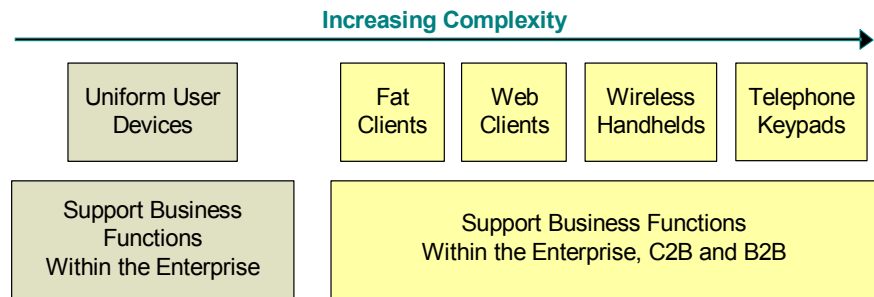 Increasing Complexity
Uniform User
Devices
Fat
Clients
Web
Clients
Wireless
Handhelds
Telephone
Keypads
Support Business
Functions
Within the Enterprise
Support Business Functions
Within the Enterprise, C2B and B2B